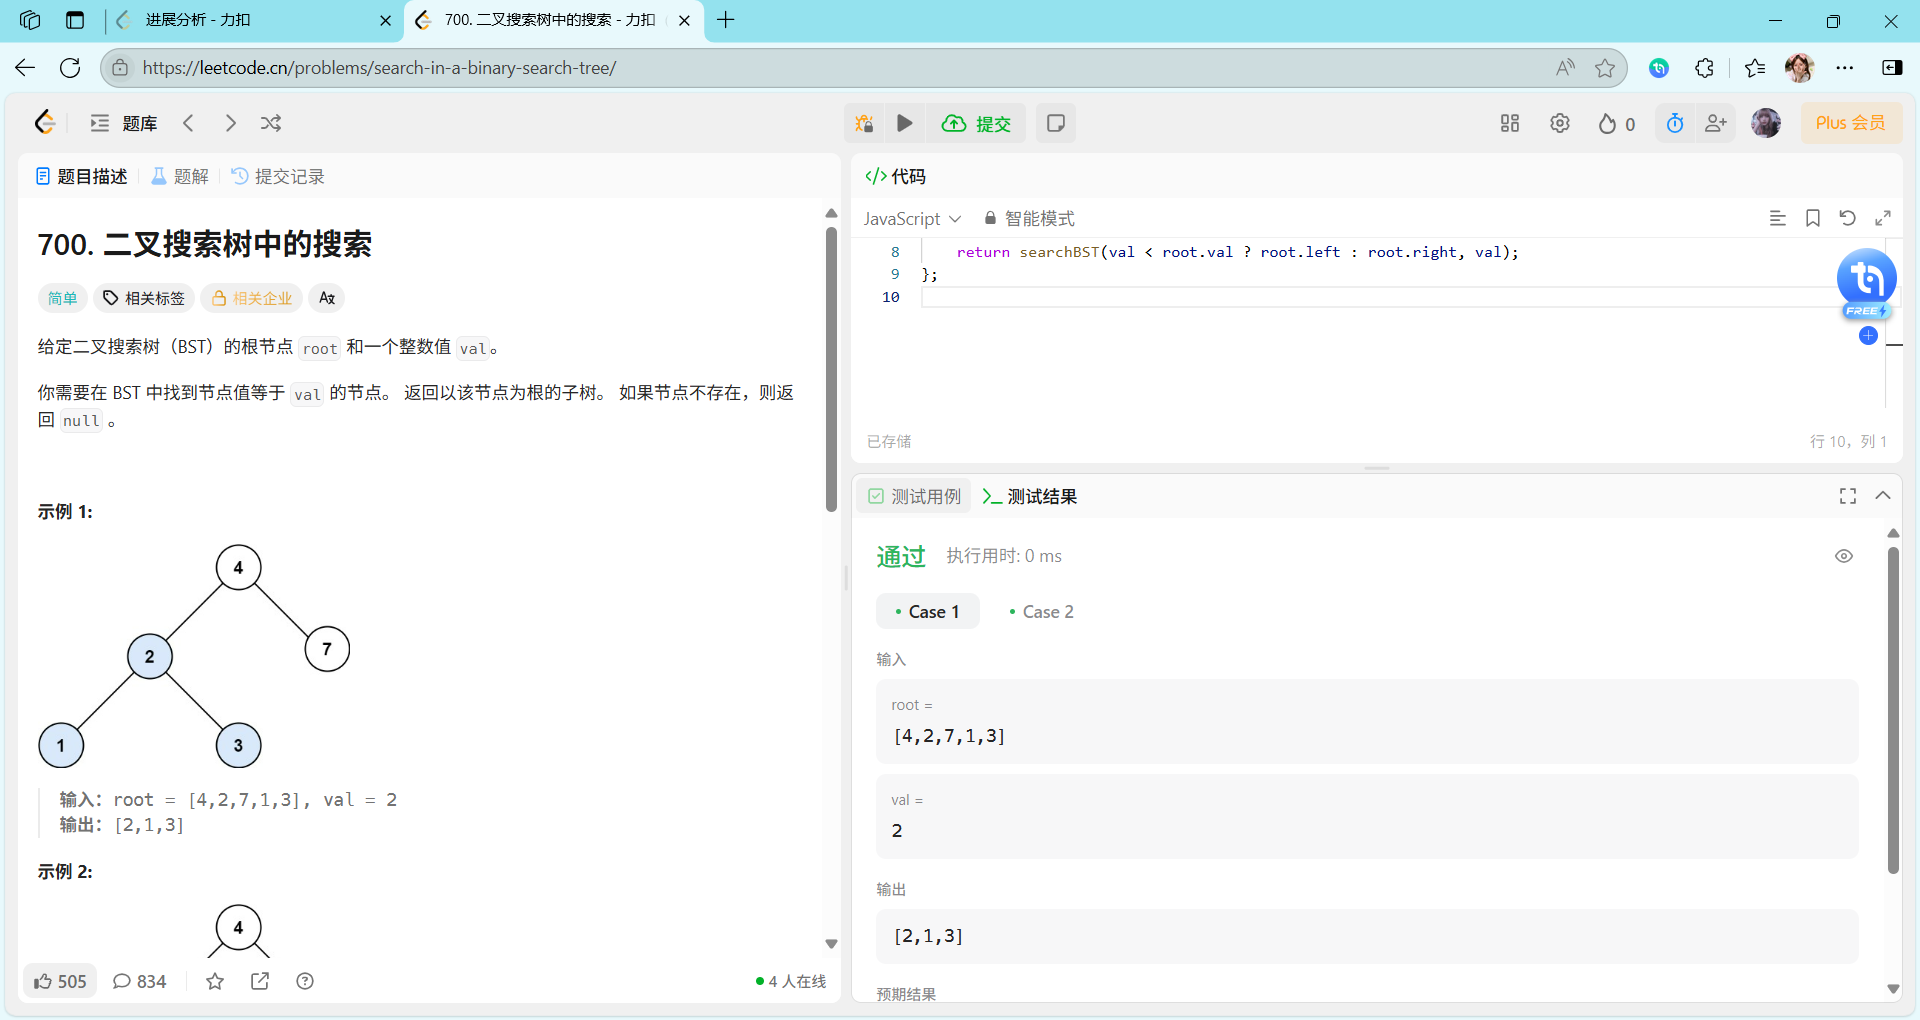 进展分析 - 力扣
700. 二叉搜索树中的搜索 - 力扣
https://leetcode.cn/problems/search-in-a-binary-search-tree/
题库
提交
0
Plus 会员
题目描述
题解
提交记录
700. 二叉搜索树中的搜索
简单
相关标签
相关企业
给定二叉搜索树（BST）的根节点 root 和一个整数值 val。
你需要在 BST 中找到节点值等于 val 的节点。 返回以该节点为根的子树。 如果节点不存在，则返
回 null 。
示例 1:
4
2
7
1
3
输入：root = [4,2,7,1,3], val = 2
输出：[2,1,3]
示例 2:
4
505
834
4 人在线
</> 代码
JavaScript
智能模式
8 return searchBST(val < root.val ? root.left : root.right, val);
9 };
10
FREE
已存储
行 10，列 1
测试用例
测试结果
通过
执行用时: 0 ms
Case 1
Case 2
输入
root =
[4,2,7,1,3]
val =
2
输出
[2,1,3]
预期结果